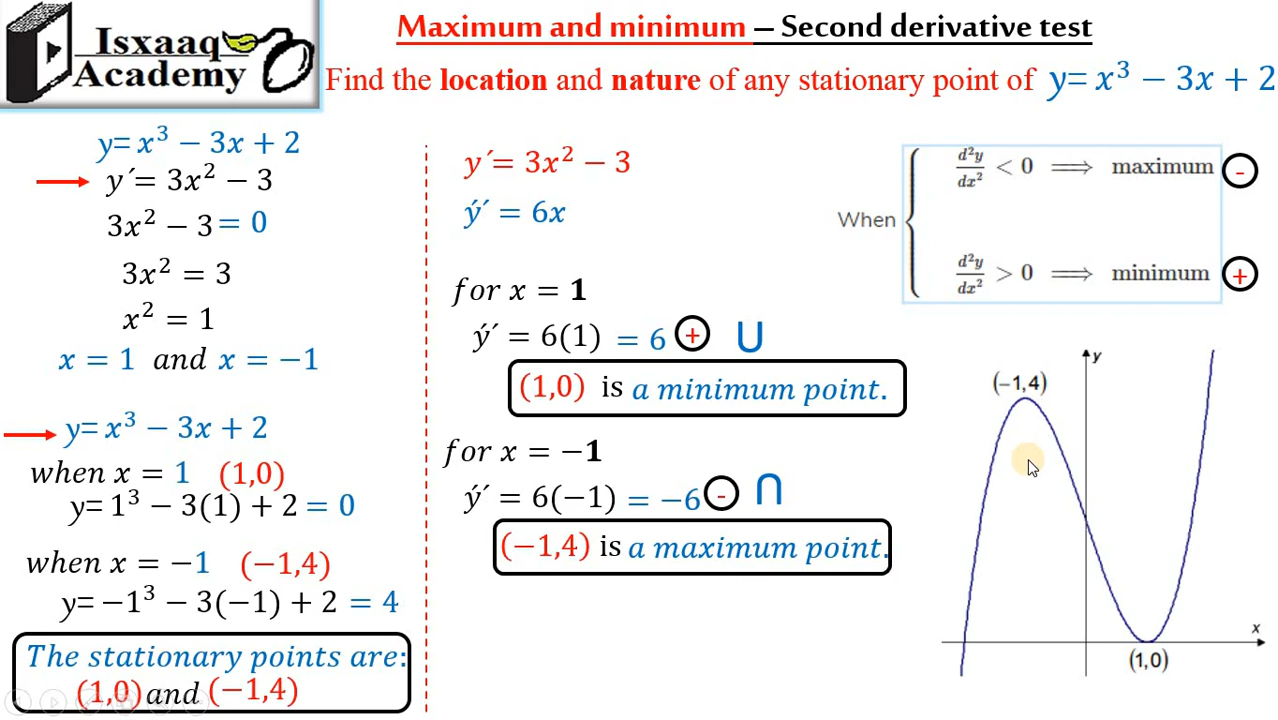 Isxaaq
Academy
Maximum and minimum – Second derivative test
Find the location and nature of any stationary point of y= x³ − 3x + 2
y= x³ − 3x + 2
y´= 3x² − 3
3x² − 3 = 0
3x² = 3
x² = 1
x = 1 and x = −1
y= x³ − 3x + 2
when x = 1 (1,0)
y= 1³ − 3(1) + 2 = 0
when x = −1 (−1,4)
y= −1³ − 3(−1) + 2 = 4
The stationary points are:
(1,0) and (−1,4)
y´= 3x² − 3
ý´ = 6x
for x = 1
ý´ = 6(1) = 6 + ∪
(1,0) is a minimum point.
for x = −1
ý´ = 6(−1) = −6 - ∩
(−1,4) is a maximum point.
When
d²y/dx² < 0 ⟹ maximum -
d²y/dx² > 0 ⟹ minimum +
y
(−1,4)
x
(1,0)